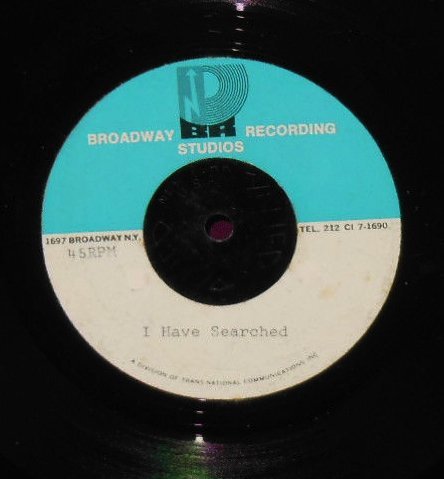 BROADWAY BR RECORDING
STUDIOS
1697 BROADWAY N.Y.
TEL. 212 CI 7-1690
45RPM
I Have Searched
A DIVISION OF TRANS-NATIONAL COMMUNICATIONS INC